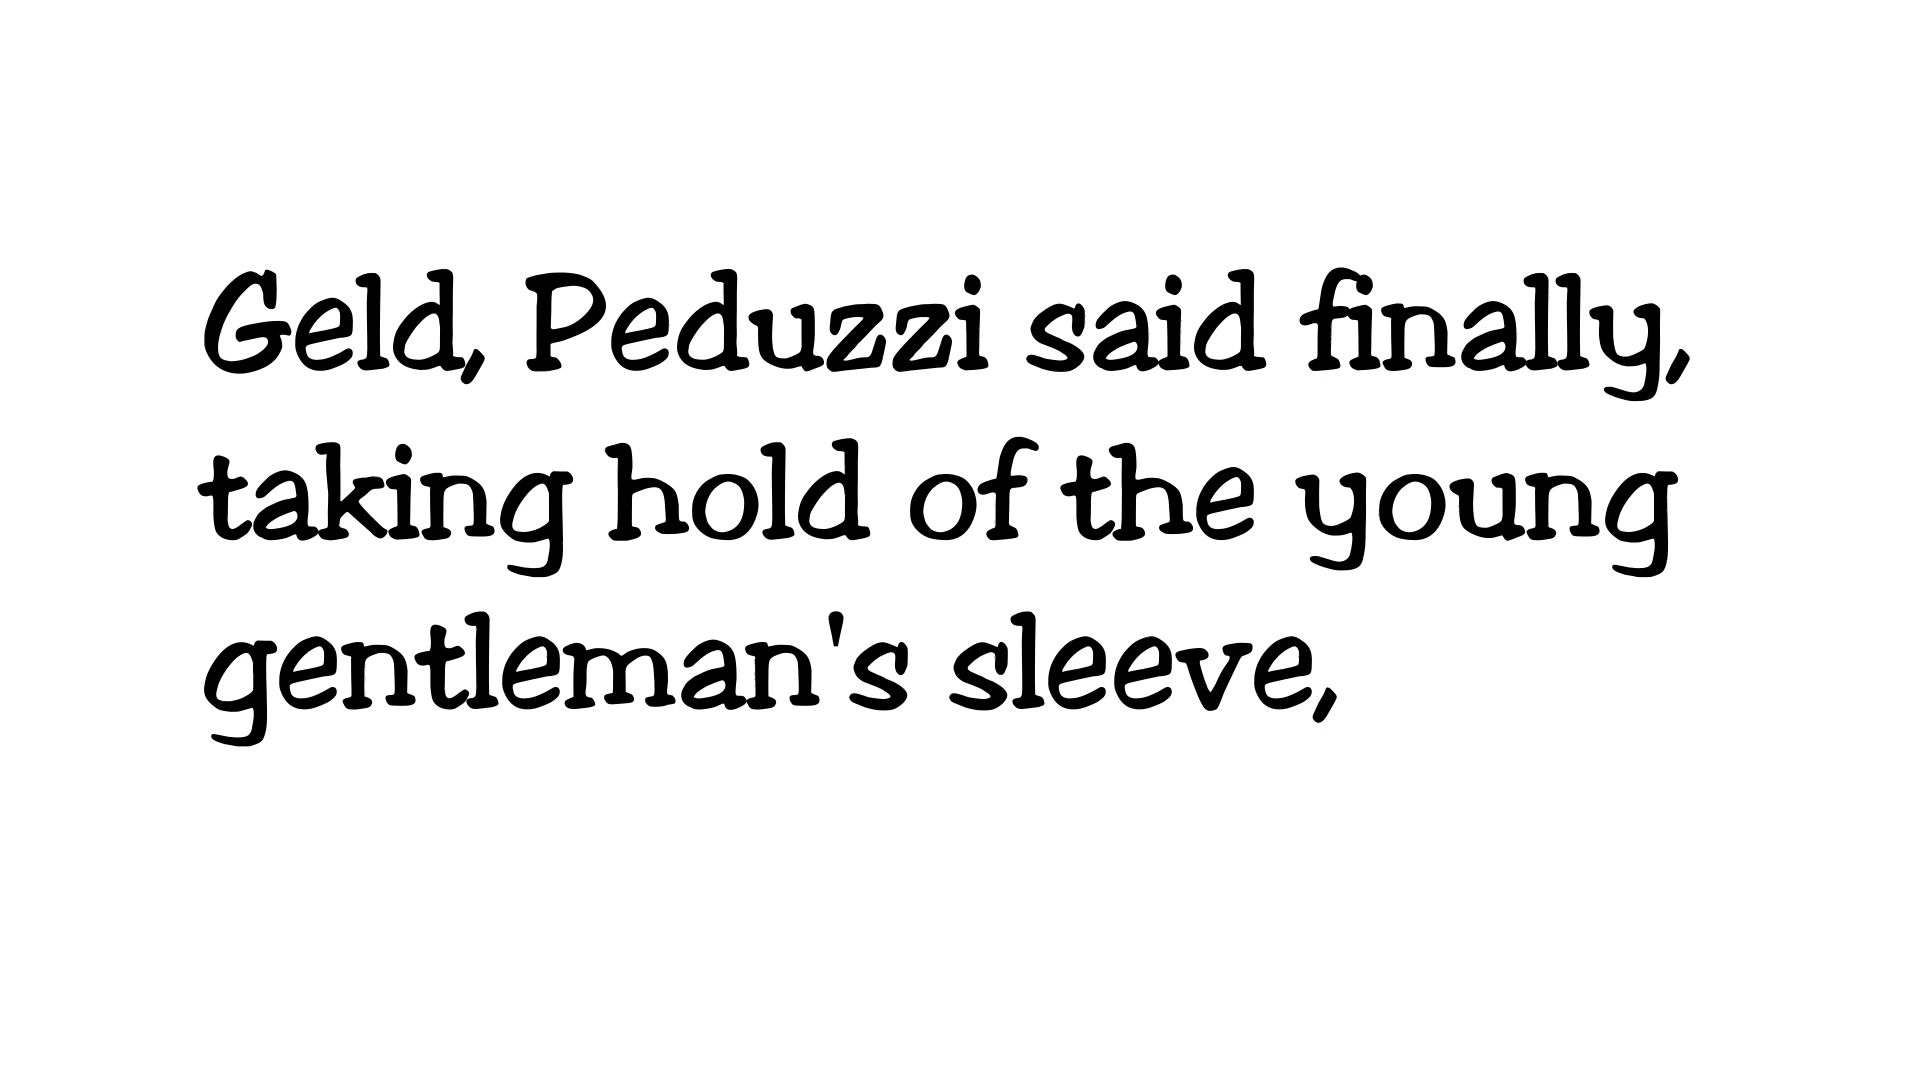 Geld, Peduzzi said finally,
taking hold of the young
gentleman's sleeve,